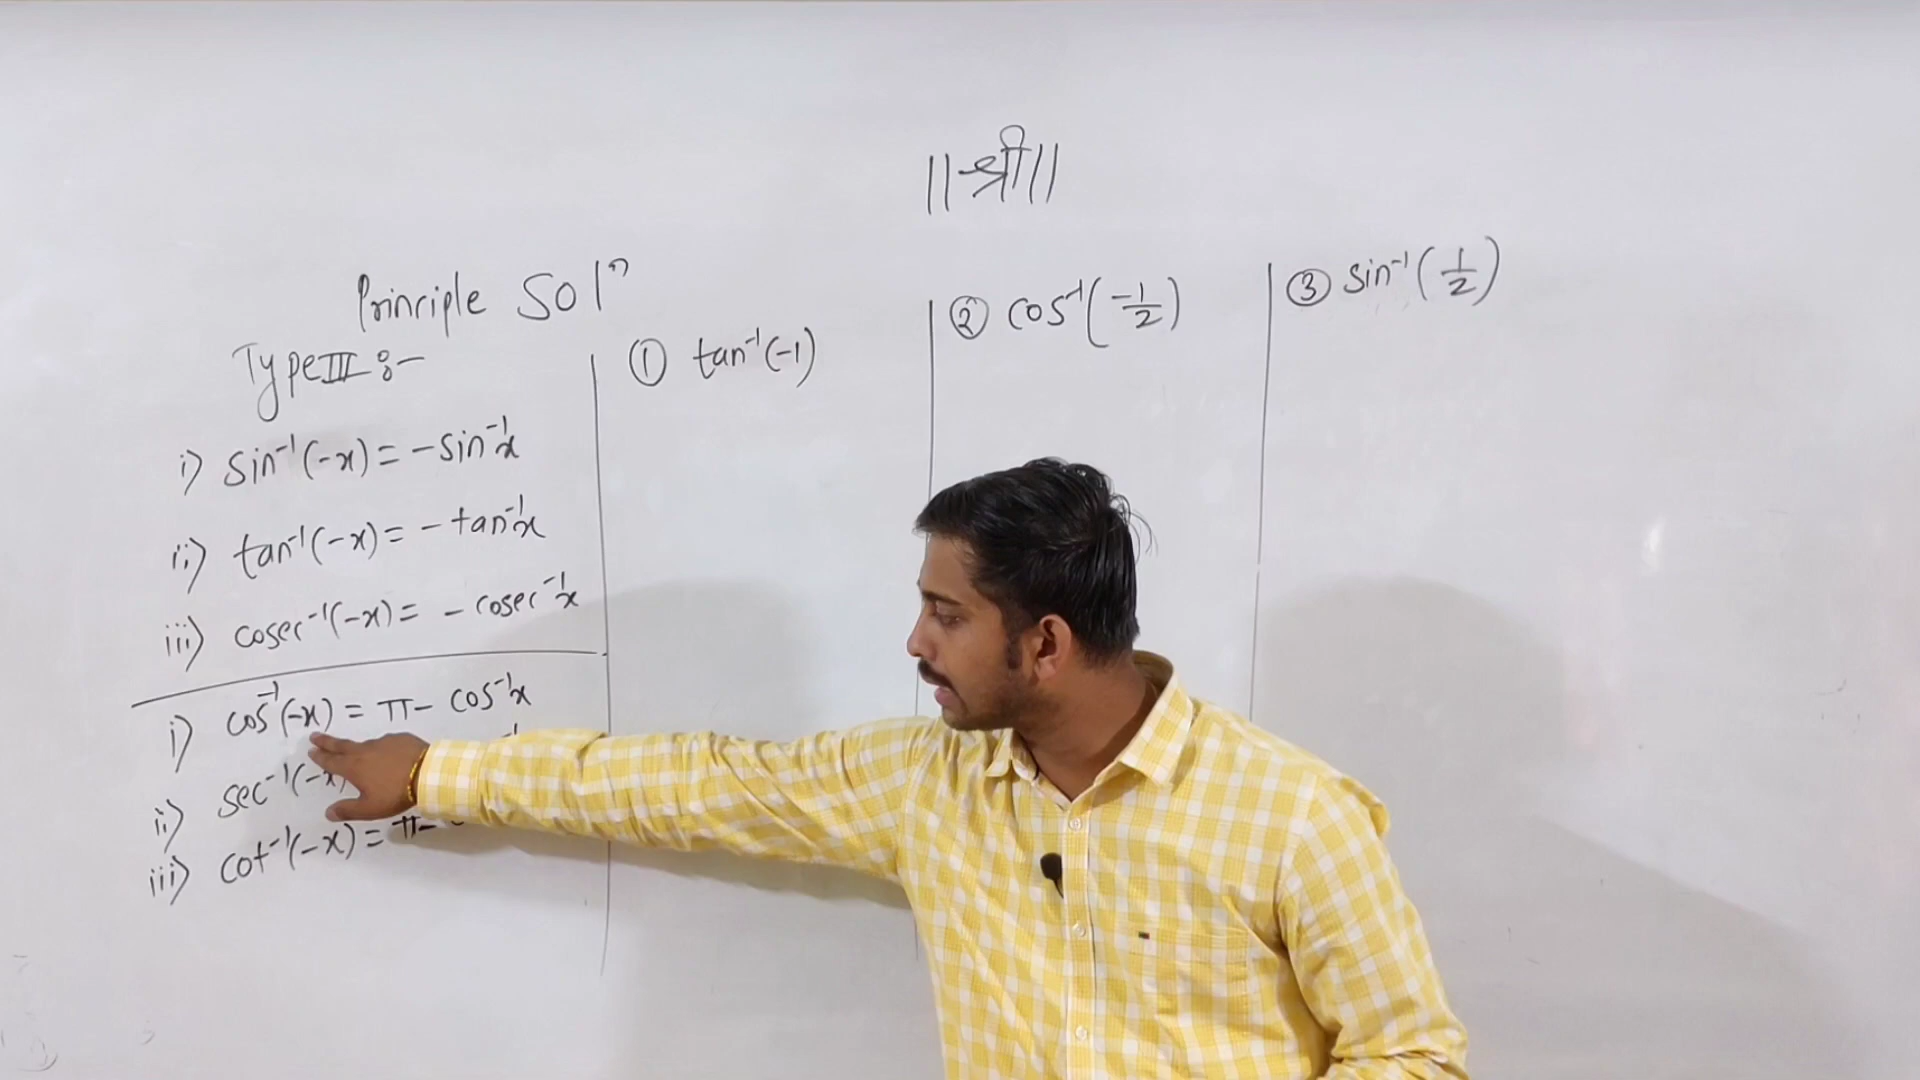 ||श्री||
Principle Solⁿ
Type III :-
i) sin⁻¹(-x) = -sin⁻¹x
ii) tan⁻¹(-x) = - tan⁻¹x
iii) cosec⁻¹(-x) = - cosec⁻¹x
i) cos⁻¹(-x) = π - cos⁻¹x
ii) sec⁻¹(-x)
iii) cot⁻¹(-x) = π -
① tan⁻¹(-1)
② cos⁻¹(-1/2)
③ sin⁻¹(1/2)